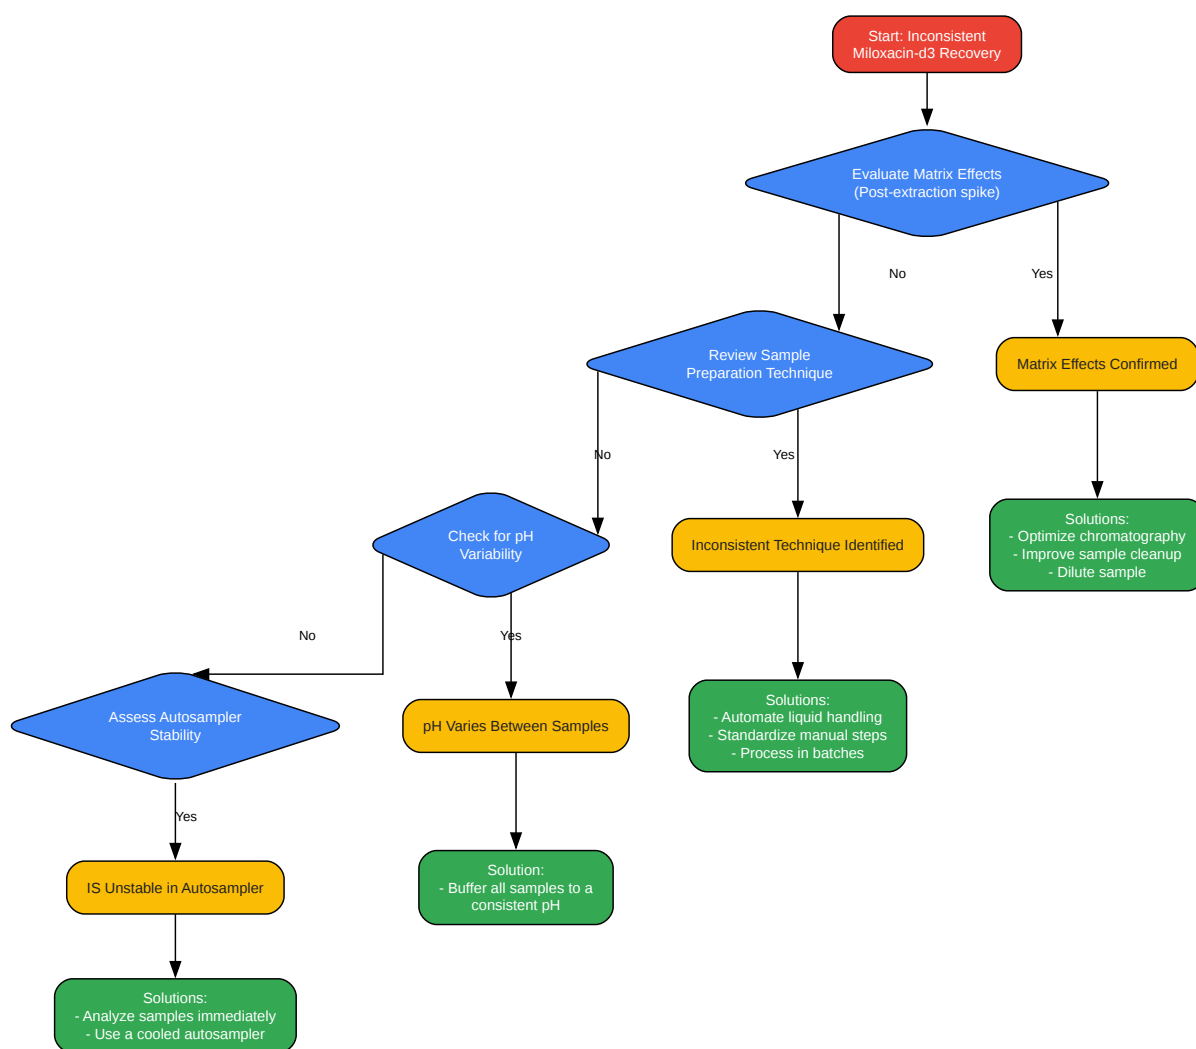 Start: Inconsistent
Miloxacin-d3 Recovery
Evaluate Matrix Effects
(Post-extraction spike)
No
Yes
Review Sample
Preparation Technique
Matrix Effects Confirmed
No
Yes
Check for pH
Variability
Inconsistent Technique Identified
Solutions:
- Optimize chromatography
- Improve sample cleanup
- Dilute sample
No
Yes
Assess Autosampler
Stability
pH Varies Between Samples
Solutions:
- Automate liquid handling
- Standardize manual steps
- Process in batches
Yes
IS Unstable in Autosampler
Solution:
- Buffer all samples to a
consistent pH
Solutions:
- Analyze samples immediately
- Use a cooled autosampler